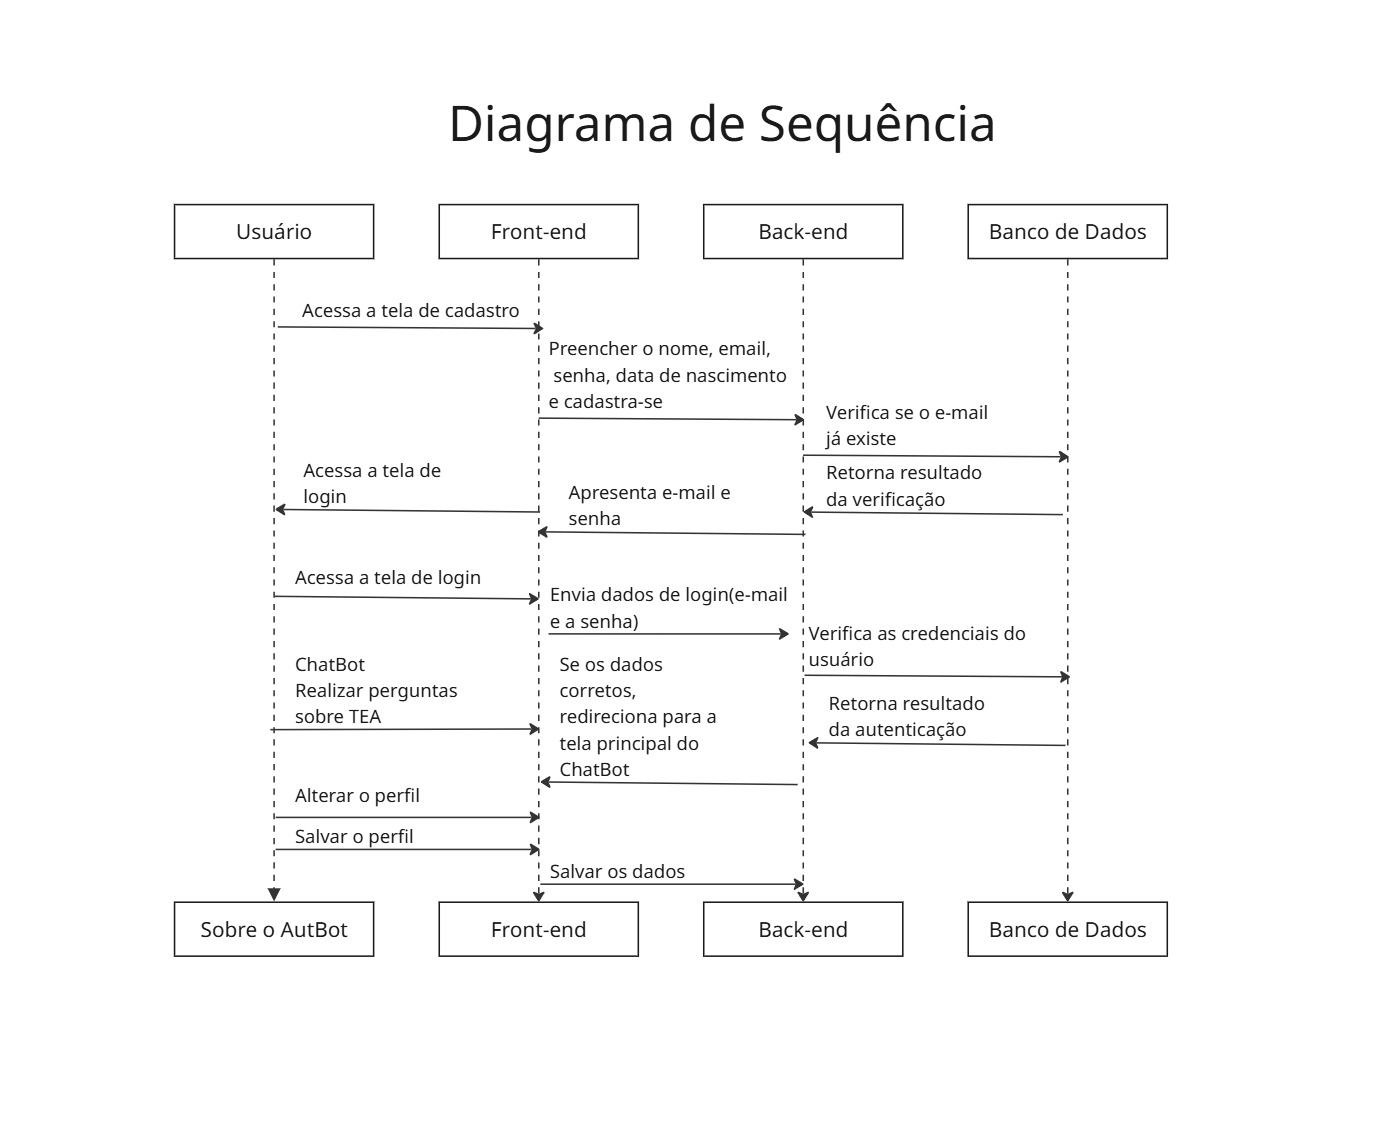 Diagrama de Sequência
Usuário
Front-end
Back-end
Banco de Dados
Acessa a tela de cadastro
Preencher o nome, email,
senha, data de nascimento
e cadastra-se
Verifica se o e-mail
já existe
Retorna resultado
da verificação
Apresenta e-mail e
senha
Acessa a tela de
login
Acessa a tela de login
Envia dados de login(e-mail
e a senha)
Verifica as credenciais do
usuário
Retorna resultado
da autenticação
Se os dados
corretos,
redireciona para a
tela principal do
ChatBot
ChatBot
Realizar perguntas
sobre TEA
Alterar o perfil
Salvar o perfil
Salvar os dados
Sobre o AutBot
Front-end
Back-end
Banco de Dados